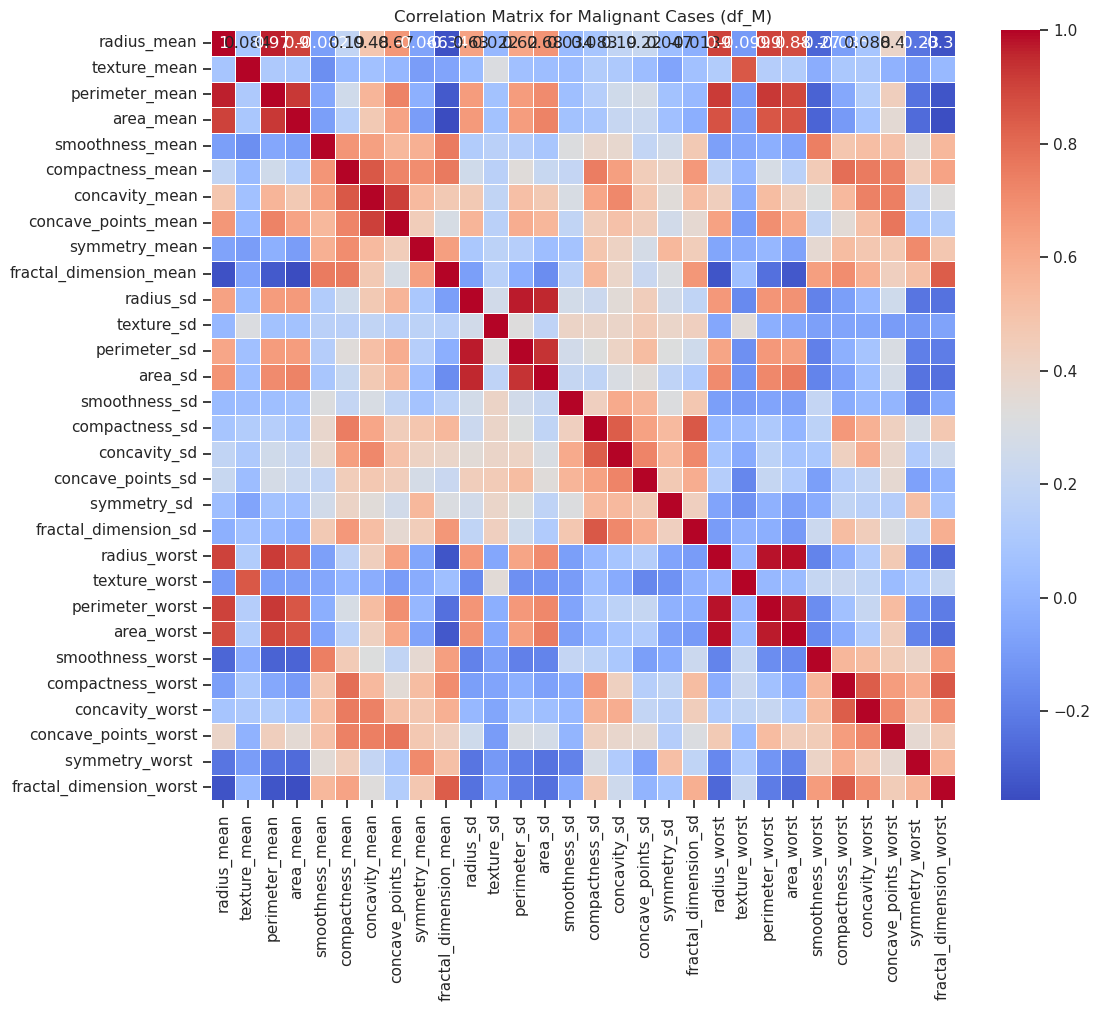 Correlation Matrix for Malignant Cases (df_M)
radius_mean
texture_mean
perimeter_mean
area_mean
smoothness_mean
compactness_mean
concavity_mean
concave_points_mean
symmetry_mean
fractal_dimension_mean
radius_sd
texture_sd
perimeter_sd
area_sd
smoothness_sd
compactness_sd
concavity_sd
concave_points_sd
symmetry_sd
fractal_dimension_sd
radius_worst
texture_worst
perimeter_worst
area_worst
smoothness_worst
compactness_worst
concavity_worst
concave_points_worst
symmetry_worst
fractal_dimension_worst
radius_mean
texture_mean
perimeter_mean
area_mean
smoothness_mean
compactness_mean
concavity_mean
concave_points_mean
symmetry_mean
fractal_dimension_mean
radius_sd
texture_sd
perimeter_sd
area_sd
smoothness_sd
compactness_sd
concavity_sd
concave_points_sd
symmetry_sd
fractal_dimension_sd
radius_worst
texture_worst
perimeter_worst
area_worst
smoothness_worst
compactness_worst
concavity_worst
concave_points_worst
symmetry_worst
fractal_dimension_worst
1.0
0.8
0.6
0.4
0.2
0.0
−0.2